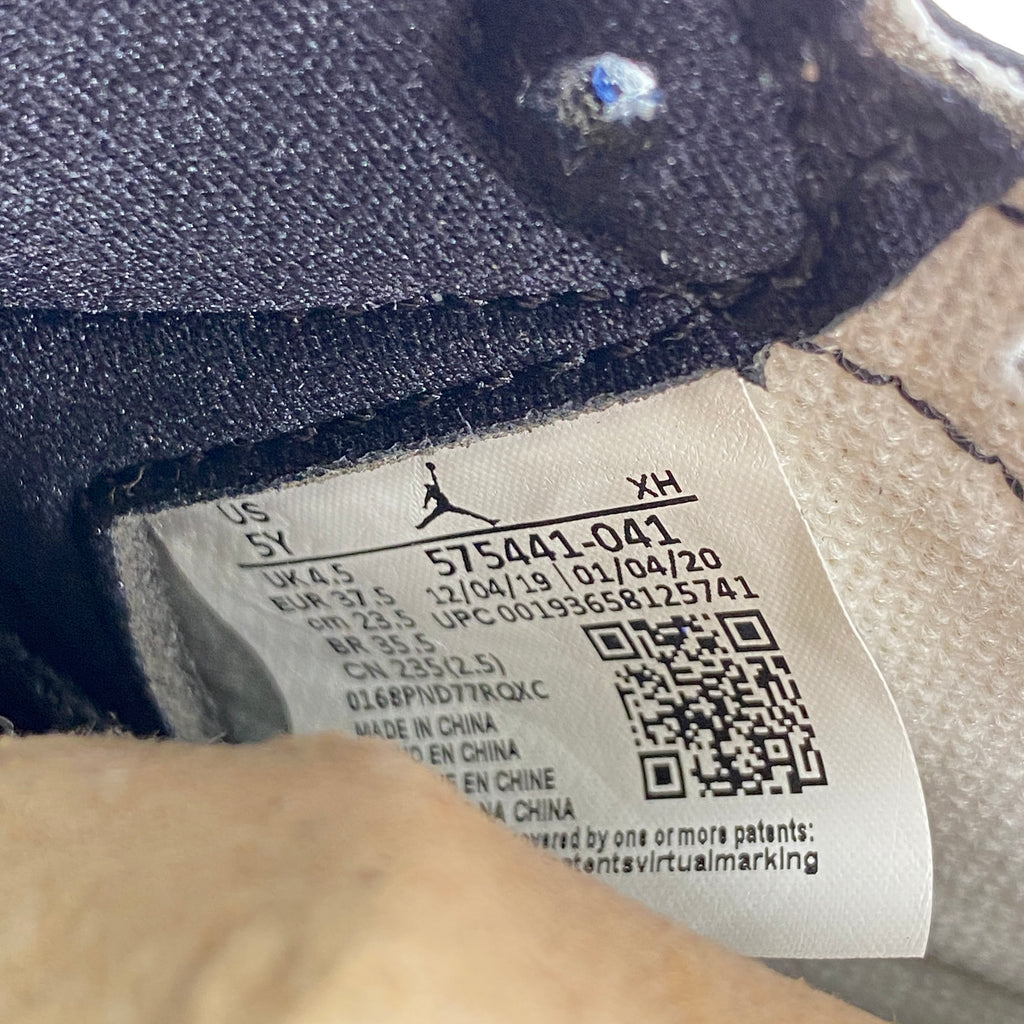 US
5Y
XH
UK 4.5
EUR 37.5
cm 23.5
BR 35.5
CN 235(2.5)
575441-041
12/04/19 | 01/04/20
UPC 00193658125741
0168PND77RQXC
MADE IN CHINA
EN CHINA
EN CHINE
CHINA
by one or more patents: